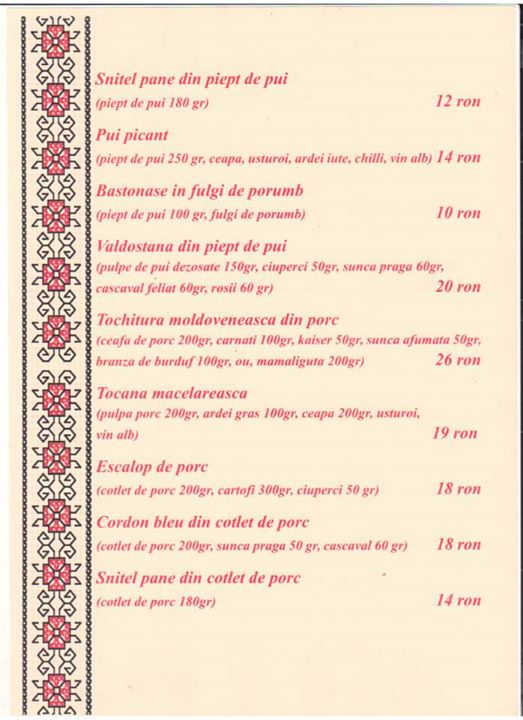 Snitel pane din piept de pui
(piept de pui 180 gr) 12 ron
Pui picant
(piept de pui 250 gr, ceapa, usturoi, ardei iute, chilli, vin alb) 14 ron
Bastonase in fulgi de porumb
(piept de pui 100 gr, fulgi de porumb) 10 ron
Valdostana din piept de pui
(pulpe de pui dezosate 150gr, ciuperci 50gr, sunca praga 60gr,
cascaval feliat 60gr, rosii 60 gr) 20 ron
Tochitura moldoveneasca din porc
(ceafa de porc 200gr, carnati 100gr, kaiser 50gr, sunca afumata 50gr,
branza de burduf 100gr, ou, mamaliguta 200gr) 26 ron
Tocana macelareasca
(pulpa porc 200gr, ardei gras 100gr, ceapa 200gr, usturoi,
vin alb) 19 ron
Escalop de porc
(cotlet de porc 200gr, cartofi 300gr, ciuperci 50 gr) 18 ron
Cordon bleu din cotlet de porc
(cotlet de porc 200gr, sunca praga 50 gr, cascaval 60 gr) 18 ron
Snitel pane din cotlet de porc
(cotlet de porc 180gr) 14 ron